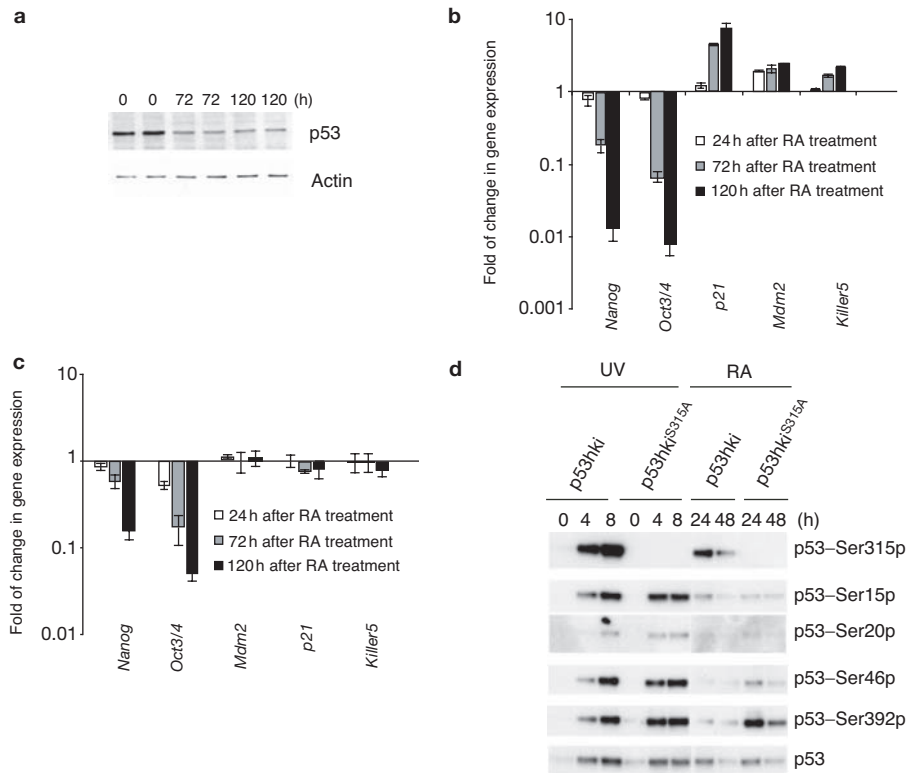 a
0 0 72 72 120 120 (h)
p53
Actin
b
Fold of change in gene expression
10
1
0.1
0.01
0.001
24 h after RA treatment
72 h after RA treatment
120 h after RA treatment
Nanog
Oct3/4
p21
Mdm2
Killer5
c
Fold of change in gene expression
10
1
0.1
0.01
24 h after RA treatment
72 h after RA treatment
120 h after RA treatment
Nanog
Oct3/4
Mdm2
p21
Killer5
d
UV RA
p53hki
p53hkiS315A
p53hki
p53hkiS315A
0 4 8 0 4 8 24 48 24 48 (h)
p53–Ser315p
p53–Ser15p
p53–Ser20p
p53–Ser46p
p53–Ser392p
p53